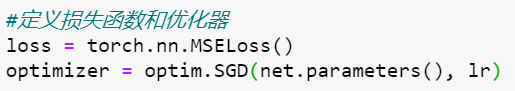 #定义损失函数和优化器
loss = torch.nn.MSELoss()
optimizer = optim.SGD(net.parameters(), lr)